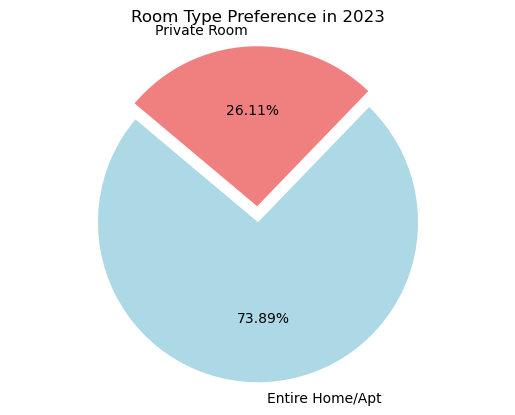 Room Type Preference in 2023
Private Room
26.11%
73.89%
Entire Home/Apt